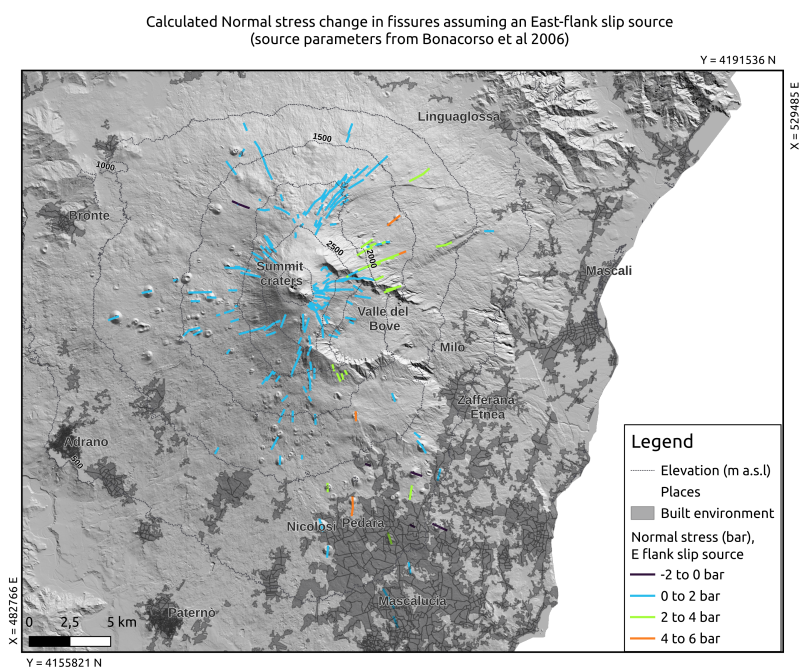 Calculated Normal stress change in fissures assuming an East-flank slip source
(source parameters from Bonacorso et al 2006)
Y = 4191536 N
X = 529485 E
Linguaglossa
1500
1000
Bronte
2500
2000
Summit
craters
Mascali
Valle del
Bove
Milo
Zafferana
Etnea
Adrano
500
Nicolosi
Pedara
Mascalucia
Paternò
Legend
Elevation (m a.s.l)
Places
Built environment
Normal stress (bar),
E flank slip source
-2 to 0 bar
0 to 2 bar
2 to 4 bar
4 to 6 bar
0 2,5 5 km
X = 482766 E
Y = 4155821 N